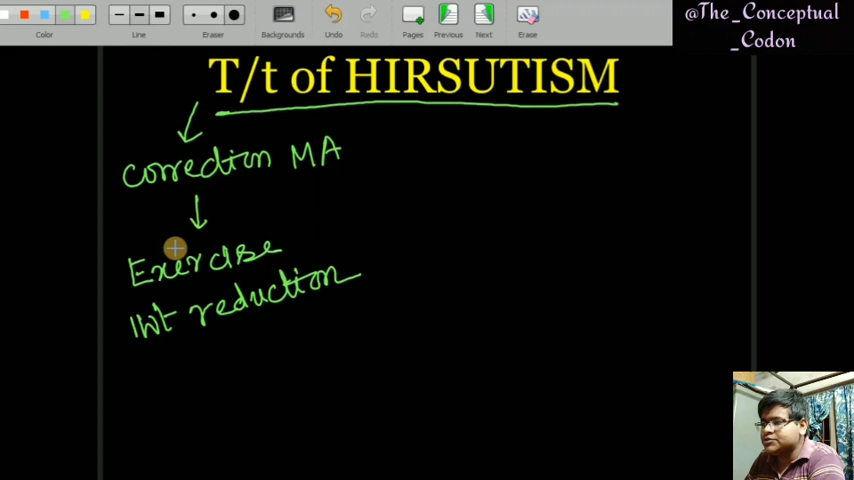 @The_Conceptual
_Codon
Color
Line
Eraser
Backgrounds
Undo
Redo
Pages
Previous
Next
Erase
T/t of HIRSUTISM
Correction MA
Exercise
Wt reduction